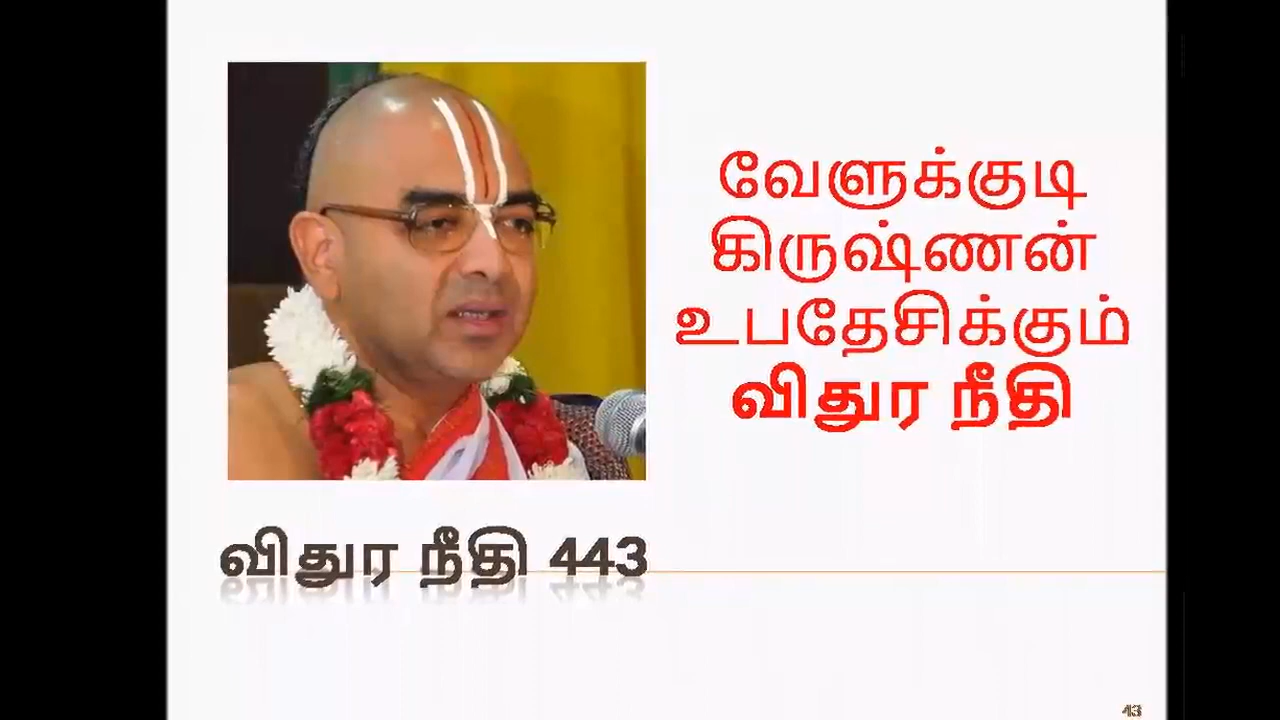 வேளுக்குடி
கிருஷ்ணன்
உபதேசிக்கும்
விதுர நீதி
விதுர நீதி 443
43